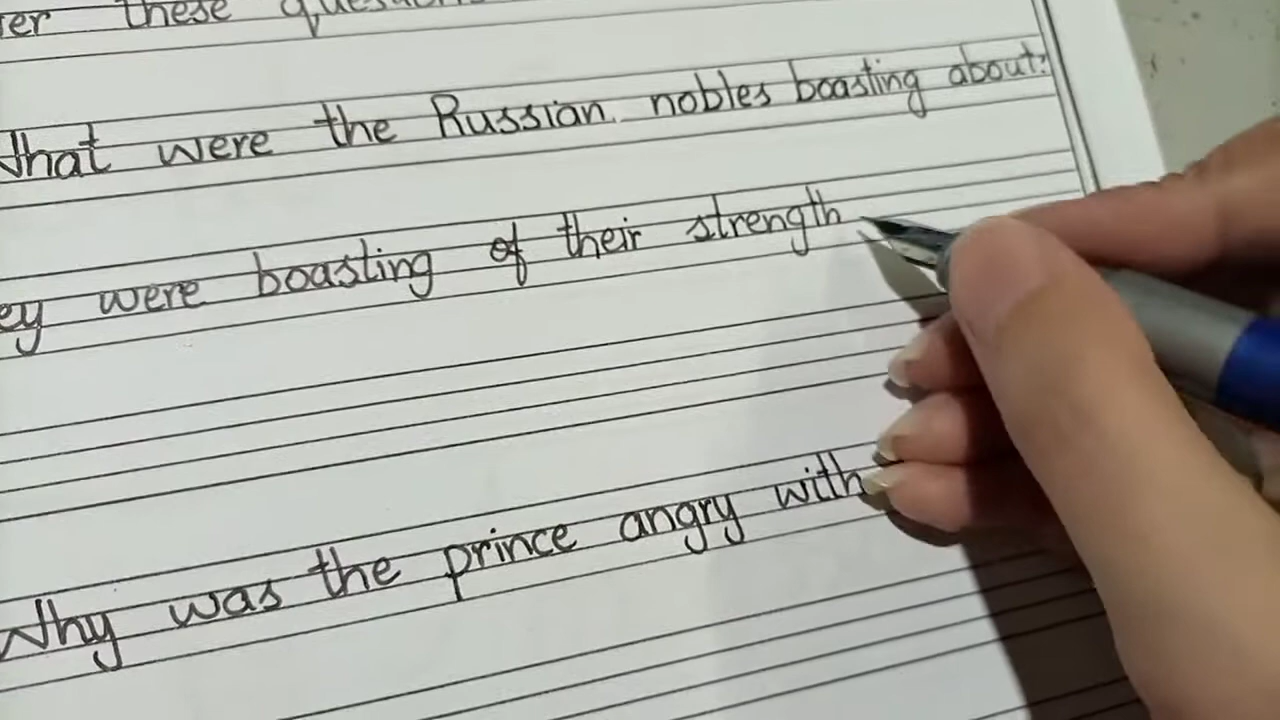 er these questions
What were the Russian nobles boasting about?
ey were boasting of their strength
Why was the prince angry with